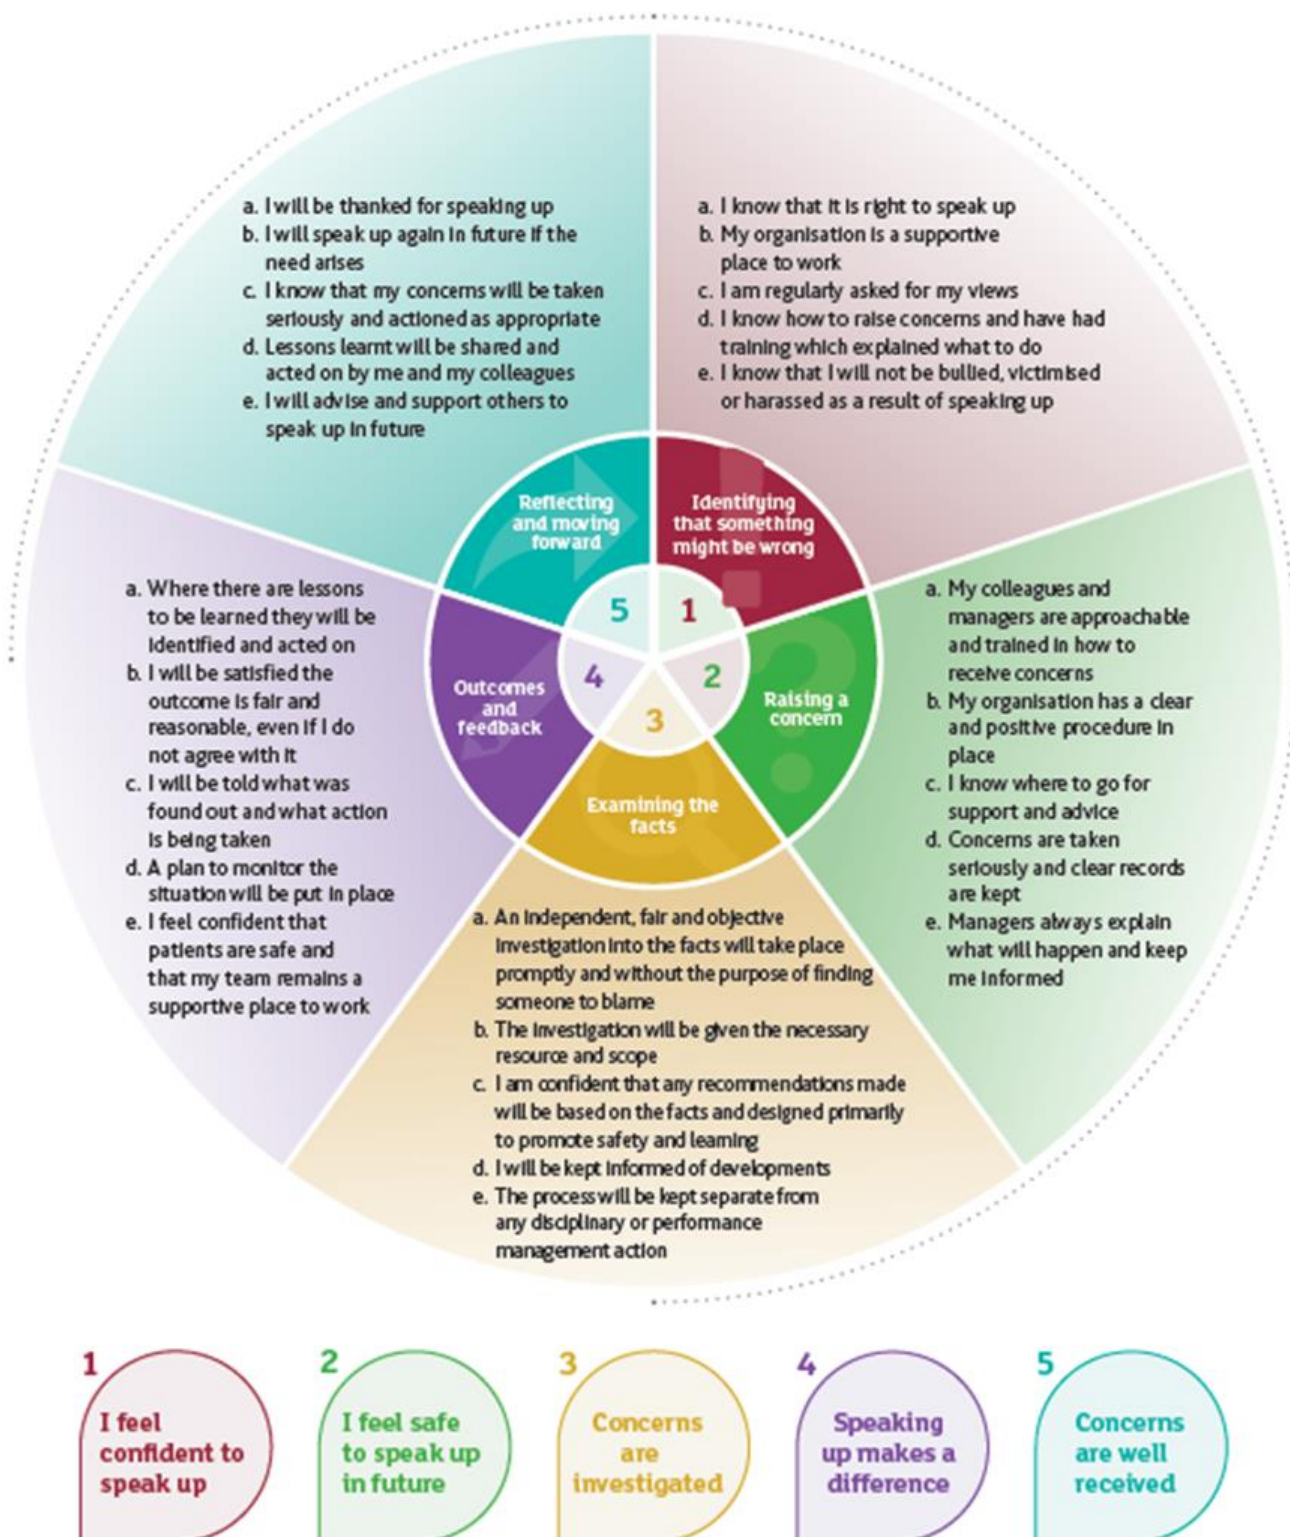 a. I will be thanked for speaking up
b. I will speak up again in future if the
need arises
c. I know that my concerns will be taken
seriously and actioned as appropriate
d. Lessons learnt will be shared and
acted on by me and my colleagues
e. I will advise and support others to
speak up in future
a. I know that it is right to speak up
b. My organisation is a supportive
place to work
c. I am regularly asked for my views
d. I know how to raise concerns and have had
training which explained what to do
e. I know that I will not be bullied, victimised
or harassed as a result of speaking up
Reflecting
and moving
forward
Identifying
that something
might be wrong
5
1
4
2
3
Outcomes
and
feedback
Raising a
concern
Examining the
facts
a. Where there are lessons
to be learned they will be
identified and acted on
b. I will be satisfied the
outcome is fair and
reasonable, even if I do
not agree with it
c. I will be told what was
found out and what action
is being taken
d. A plan to monitor the
situation will be put in place
e. I feel confident that
patients are safe and
that my team remains a
supportive place to work
a. My colleagues and
managers are approachable
and trained in how to
receive concerns
b. My organisation has a clear
and positive procedure in
place
c. I know where to go for
support and advice
d. Concerns are taken
seriously and clear records
are kept
e. Managers always explain
what will happen and keep
me informed
a. An independent, fair and objective
investigation into the facts will take place
promptly and without the purpose of finding
someone to blame
b. The investigation will be given the necessary
resource and scope
c. I am confident that any recommendations made
will be based on the facts and designed primarily
to promote safety and learning
d. I will be kept informed of developments
e. The process will be kept separate from
any disciplinary or performance
management action
1
I feel
confident to
speak up
2
I feel safe
to speak up
in future
3
Concerns
are
investigated
4
Speaking
up makes a
difference
5
Concerns
are well
received